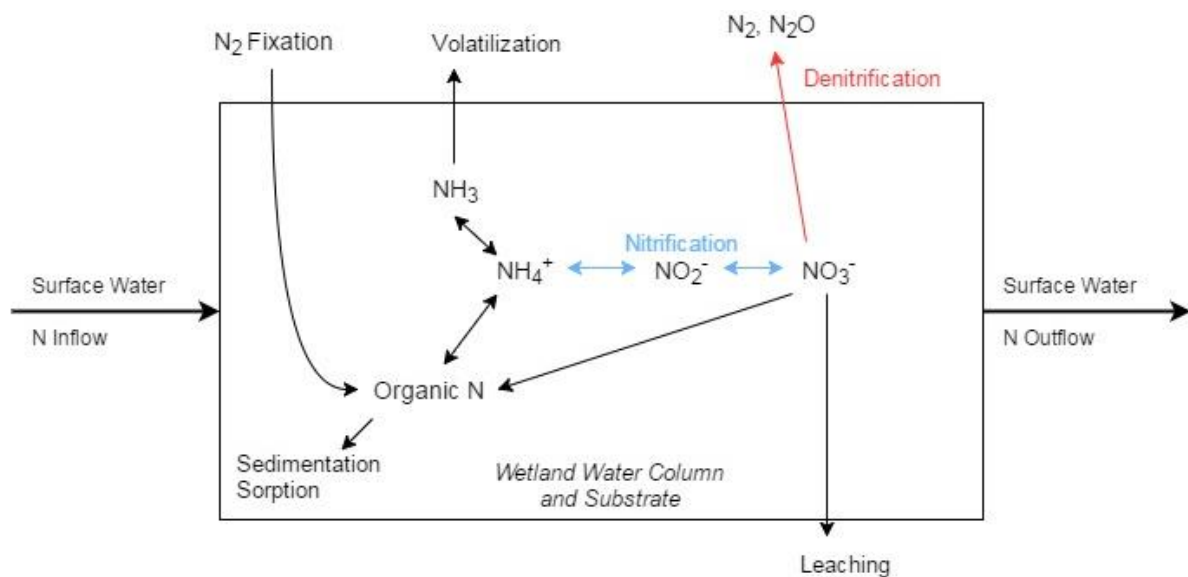 N₂ Fixation
Volatilization
N₂, N₂O
Denitrification
NH₃
Nitrification
NH₄⁺
NO₂⁻
NO₃⁻
Surface Water
N Inflow
Surface Water
N Outflow
Organic N
Sedimentation
Sorption
Wetland Water Column
and Substrate
Leaching